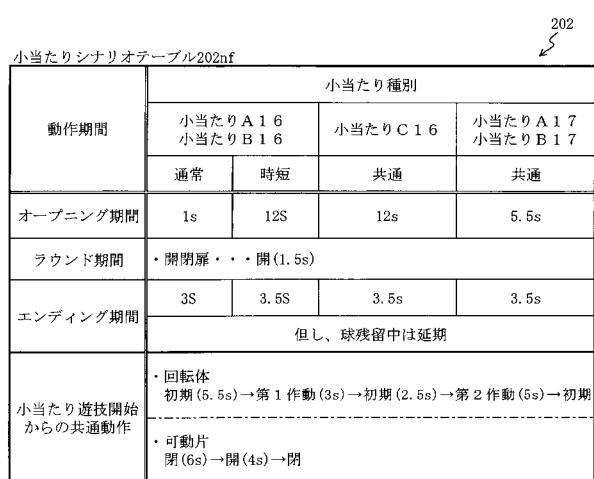 202
小当たりシナリオテーブル202nf
動作期間
小当たり種別
小当たりA16
小当たりB16
小当たりC16
小当たりA17
小当たりB17
通常
時短
共通
共通
オープニング期間
1s
12S
12s
5.5s
ラウンド期間
・開閉扉・・・開(1.5s)
エンディング期間
3S
3.5S
3.5s
3.5s
但し、球残留中は延期
小当たり遊技開始
からの共通動作
・回転体
初期(5.5s)→第1作動(3s)→初期(2.5s)→第2作動(5s)→初期
・可動片
閉(6s)→開(4s)→閉